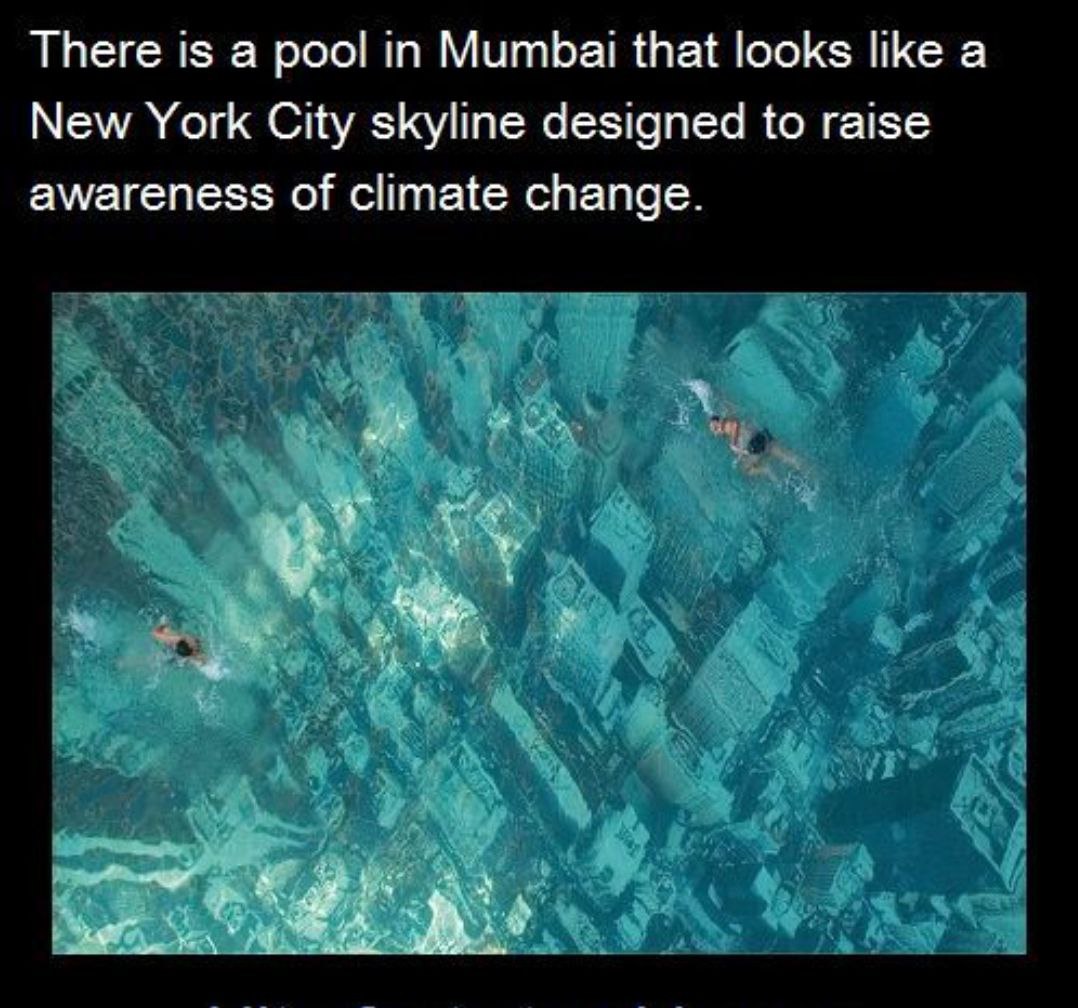 There is a pool in Mumbai that looks like a
New York City skyline designed to raise
awareness of climate change.